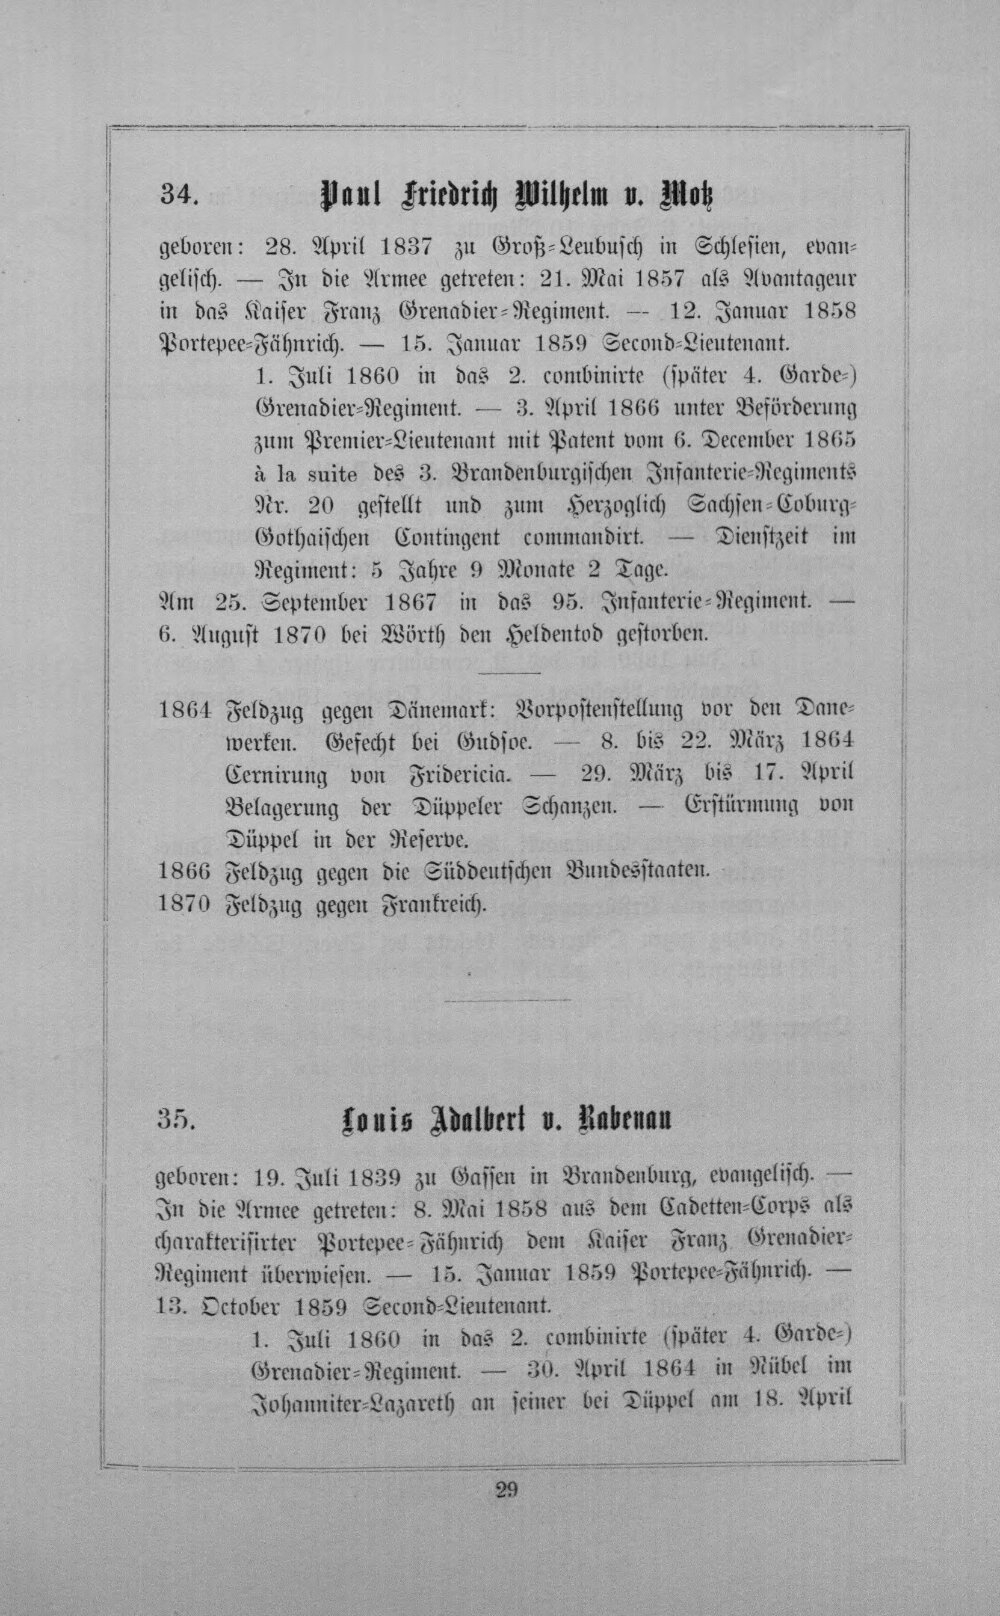 34. Paul Friedrich Wilhelm v. Motz
geboren: 28. April 1837 zu Groß-Leubusch in Schlesien, evan-
gelisch. — In die Armee getreten: 21. Mai 1857 als Avantageur
in das Kaiser Franz Grenadier-Regiment. — 12. Januar 1858
Portepee-Fähnrich. — 15. Januar 1859 Second-Lieutenant.
1. Juli 1860 in das 2. combinirte (später 4. Garde-)
Grenadier-Regiment. — 3. April 1866 unter Beförderung
zum Premier-Lieutenant mit Patent vom 6. December 1865
à la suite des 3. Brandenburgischen Infanterie-Regiments
Nr. 20 gestellt und zum Herzoglich Sachsen-Coburg-
Gothaischen Contingent commandirt. — Dienstzeit im
Regiment: 5 Jahre 9 Monate 2 Tage.
Am 25. September 1867 in das 95. Infanterie-Regiment. —
6. August 1870 bei Wörth den Heldentod gestorben.
1864 Feldzug gegen Dänemark: Vorpostenstellung vor den Dane-
werken. Gefecht bei Gudsoe. — 8. bis 22. März 1864
Cernirung von Fridericia. — 29. März bis 17. April
Belagerung der Düppeler Schanzen. — Erstürmung von
Düppel in der Reserve.
1866 Feldzug gegen die Süddeutschen Bundesstaaten.
1870 Feldzug gegen Frankreich.
35. Louis Adalbert v. Rabenau
geboren: 19. Juli 1839 zu Gassen in Brandenburg, evangelisch. —
In die Armee getreten: 8. Mai 1858 aus dem Cadetten-Corps als
charakterisirter Portepee-Fähnrich dem Kaiser Franz Grenadier-
Regiment überwiesen. — 15. Januar 1859 Portepee-Fähnrich. —
13. October 1859 Second-Lieutenant.
1. Juli 1860 in das 2. combinirte (später 4. Garde-)
Grenadier-Regiment. — 30. April 1864 in Nübel im
Johanniter-Lazareth an seiner bei Düppel am 18. April
29